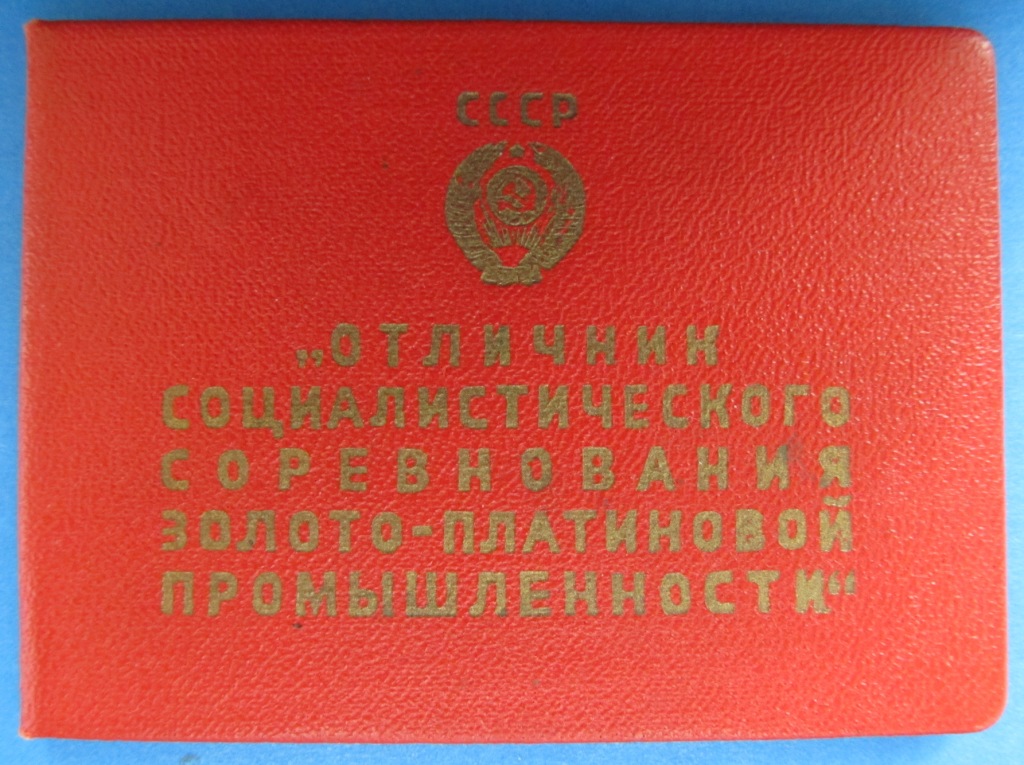 СССР
„ОТЛИЧНИК
СОЦИАЛИСТИЧЕСКОГО
СОРЕВНОВАНИЯ
ЗОЛОТО-ПЛАТИНОВОЙ
ПРОМЫШЛЕННОСТИ“